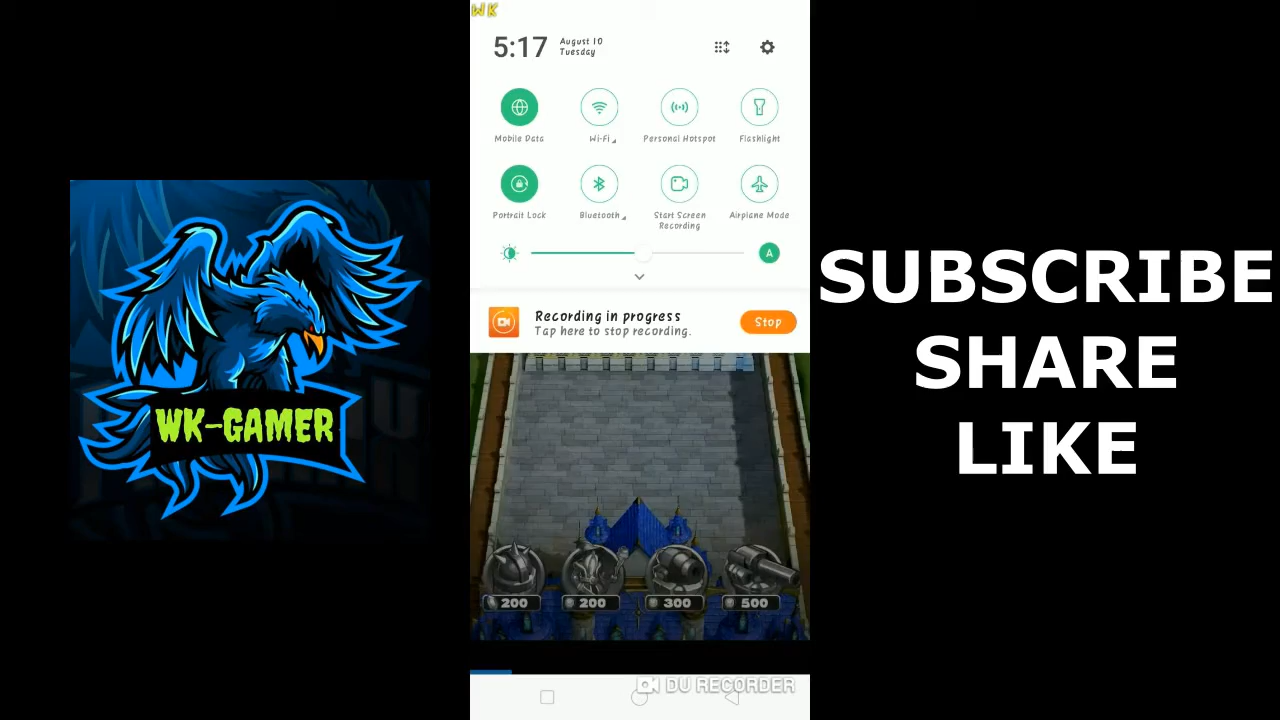 WK
5:17
August 10
Tuesday
Mobile Data
Wi-Fi
Personal Hotspot
Flashlight
Portrait Lock
Bluetooth
Start Screen
Recording
Airplane Mode
A
Recording in progress
Tap here to stop recording.
Stop
200
200
300
500
DU RECORDER
WK-GAMER
SUBSCRIBE
SHARE
LIKE